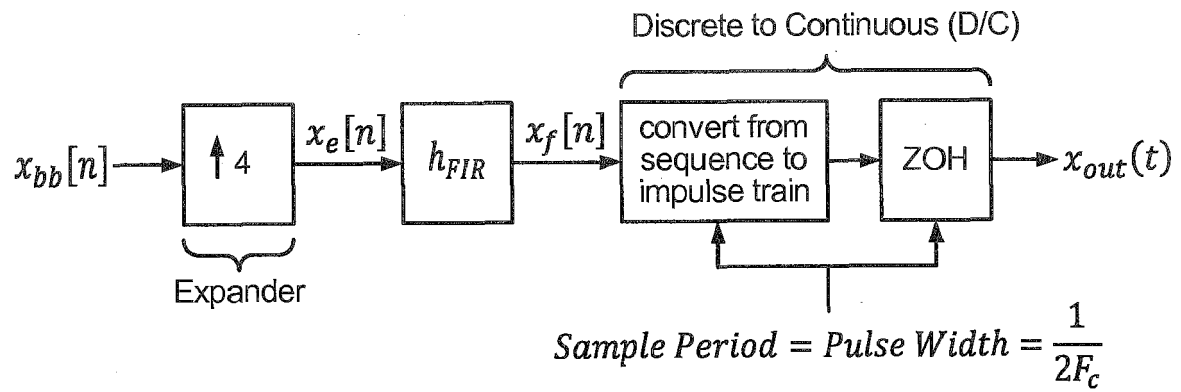 Discrete to Continuous (D/C)
x_bb[n]
↑ 4
x_e[n]
h_FIR
x_f[n]
convert from
sequence to
impulse train
ZOH
x_out(t)
Expander
Sample Period = Pulse Width = 1/(2F_c)